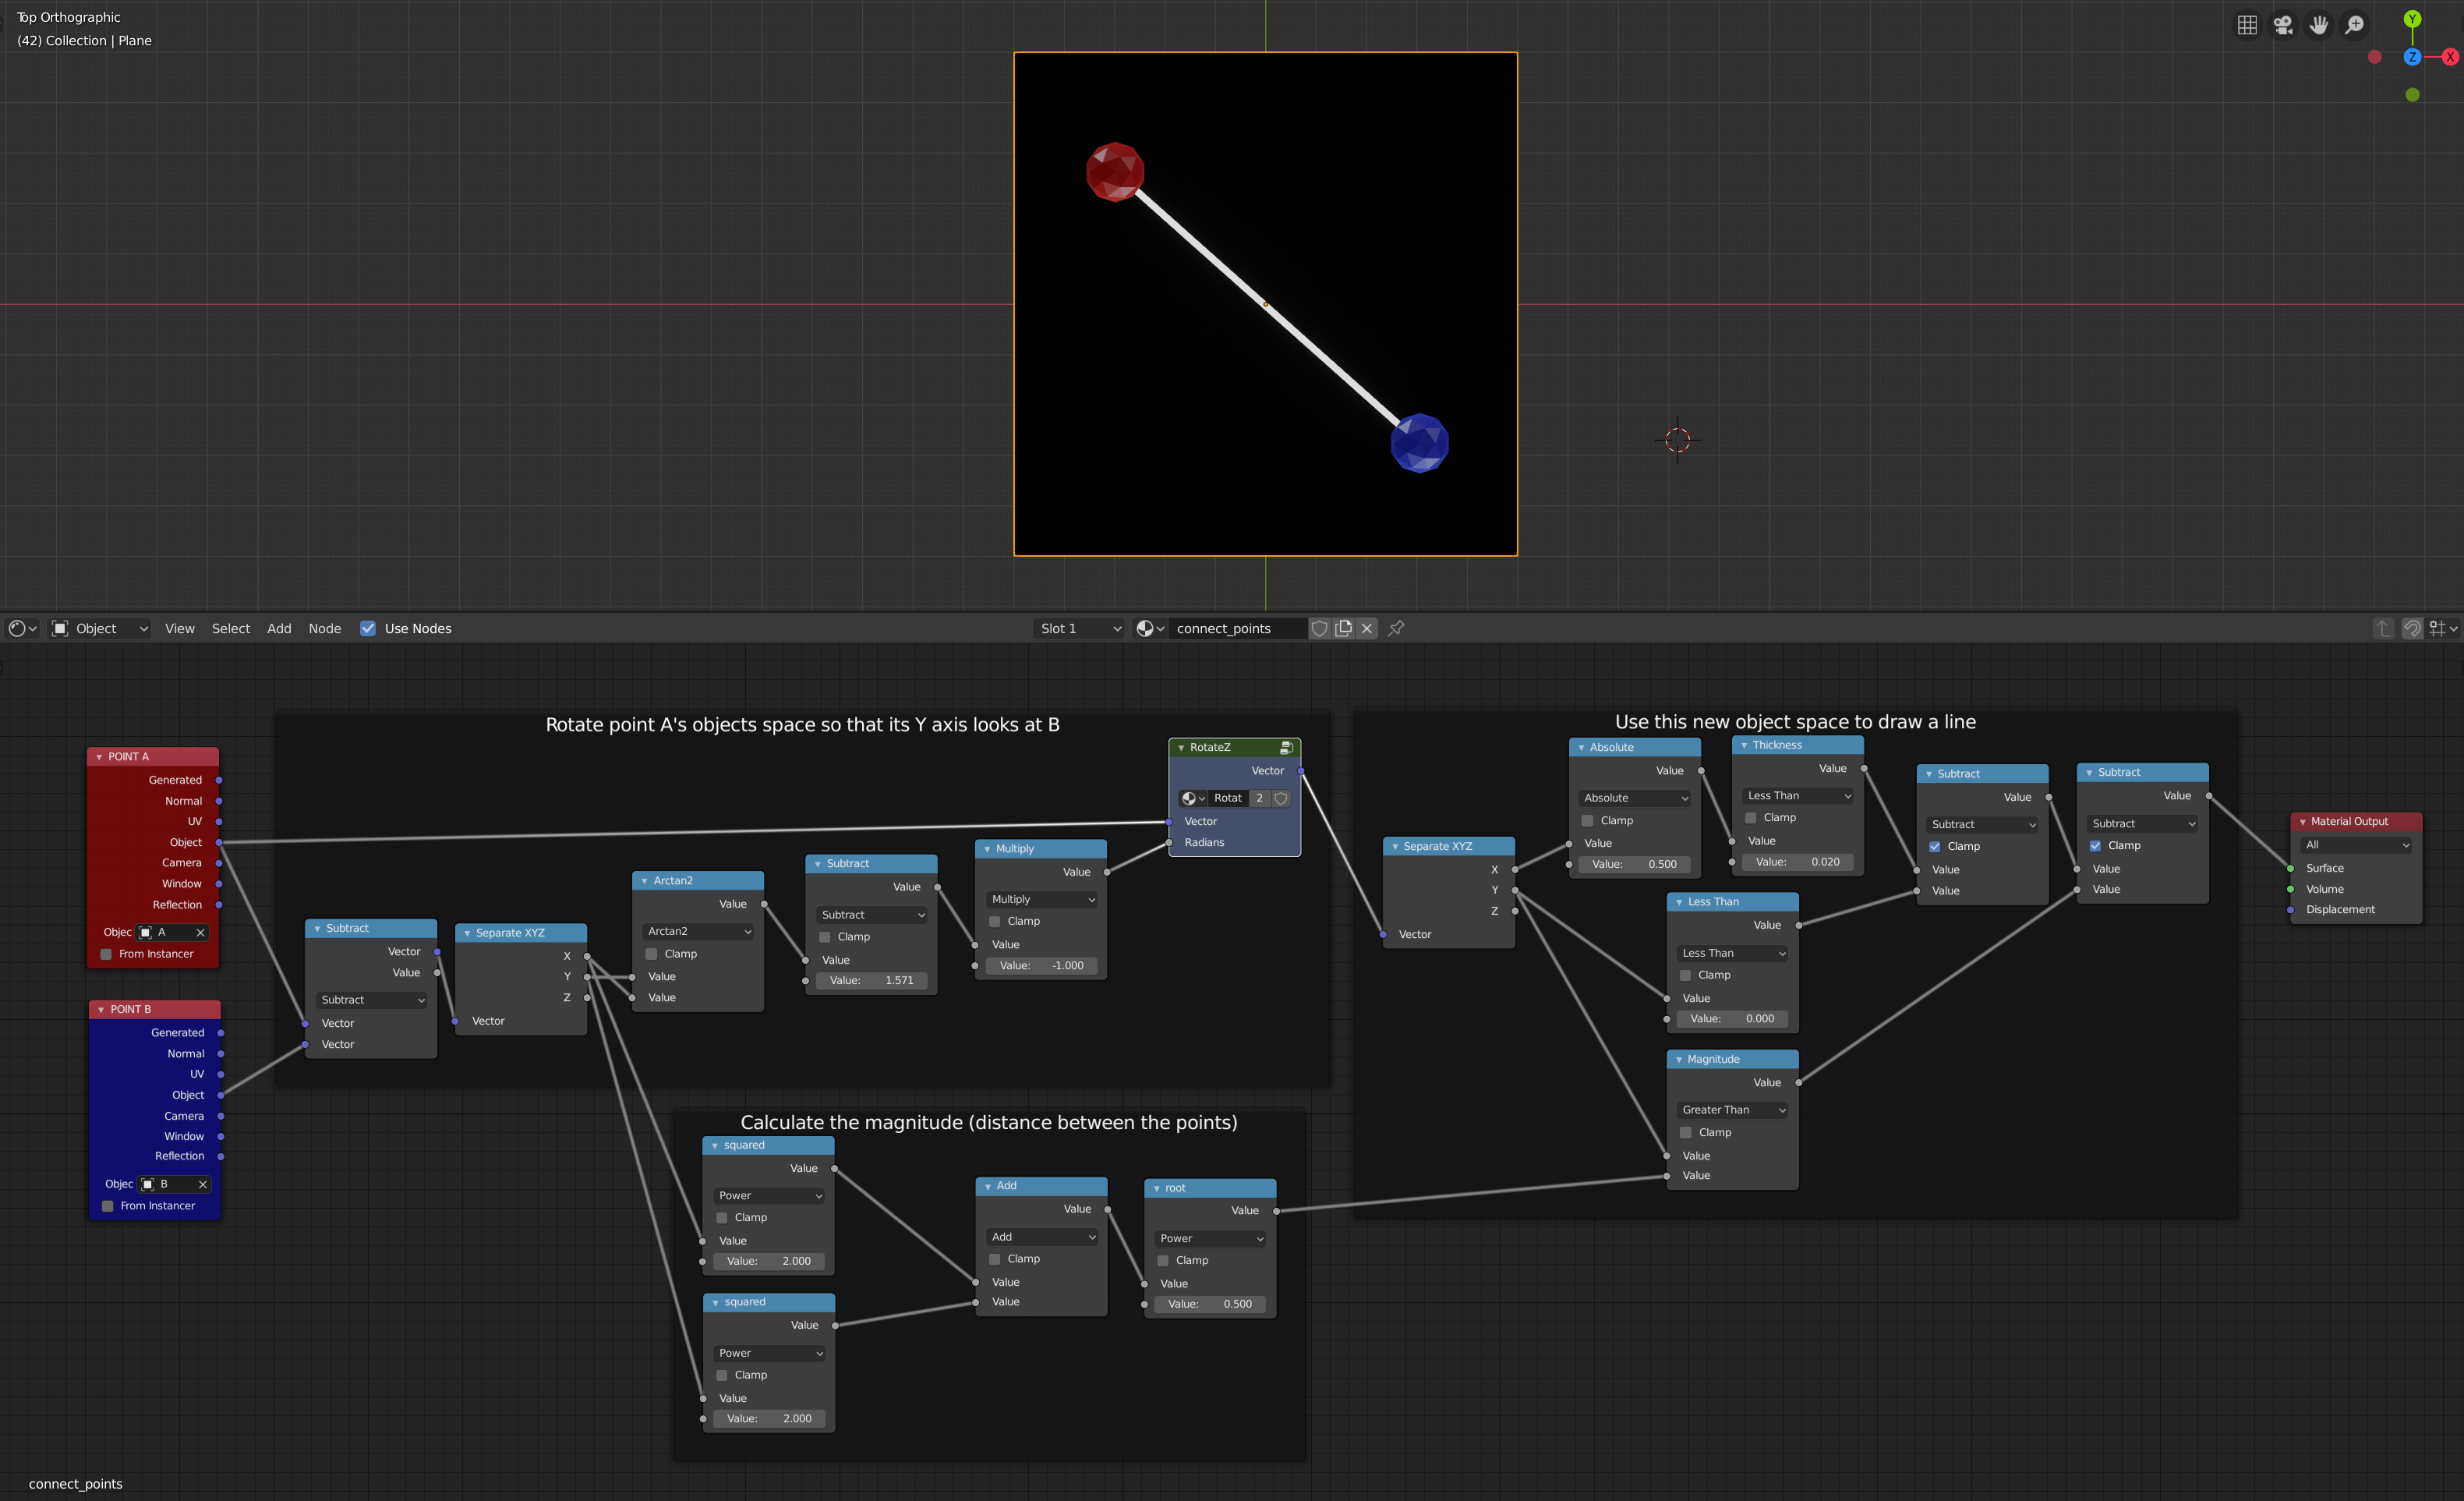 Top Orthographic
(42) Collection | Plane
Y
Z
X
Object
View
Select
Add
Node
Use Nodes
Slot 1
connect_points
Rotate point A's objects space so that its Y axis looks at B
POINT A
Generated
Normal
UV
Object
Camera
Window
Reflection
Objec
A
From Instancer
POINT B
Generated
Normal
UV
Object
Camera
Window
Reflection
Objec
B
From Instancer
Subtract
Vector
Value
Subtract
Vector
Vector
Separate XYZ
X
Y
Z
Vector
Arctan2
Value
Arctan2
Clamp
Value
Value
Subtract
Value
Subtract
Clamp
Value
Value: 1.571
Multiply
Value
Multiply
Clamp
Value
Value: -1.000
RotateZ
Vector
Rotat 2
Vector
Radians
Calculate the magnitude (distance between the points)
squared
Value
Power
Clamp
Value
Value: 2.000
squared
Value
Power
Clamp
Value
Value: 2.000
Add
Value
Add
Clamp
Value
Value
root
Value
Power
Clamp
Value
Value: 0.500
Use this new object space to draw a line
Separate XYZ
X
Y
Z
Vector
Absolute
Value
Absolute
Clamp
Value
Value: 0.500
Thickness
Value
Less Than
Clamp
Value
Value: 0.020
Less Than
Value
Less Than
Clamp
Value
Value: 0.000
Magnitude
Value
Greater Than
Clamp
Value
Value
Subtract
Value
Subtract
Clamp
Value
Value
Subtract
Value
Subtract
Clamp
Value
Value
Material Output
All
Surface
Volume
Displacement
connect_points